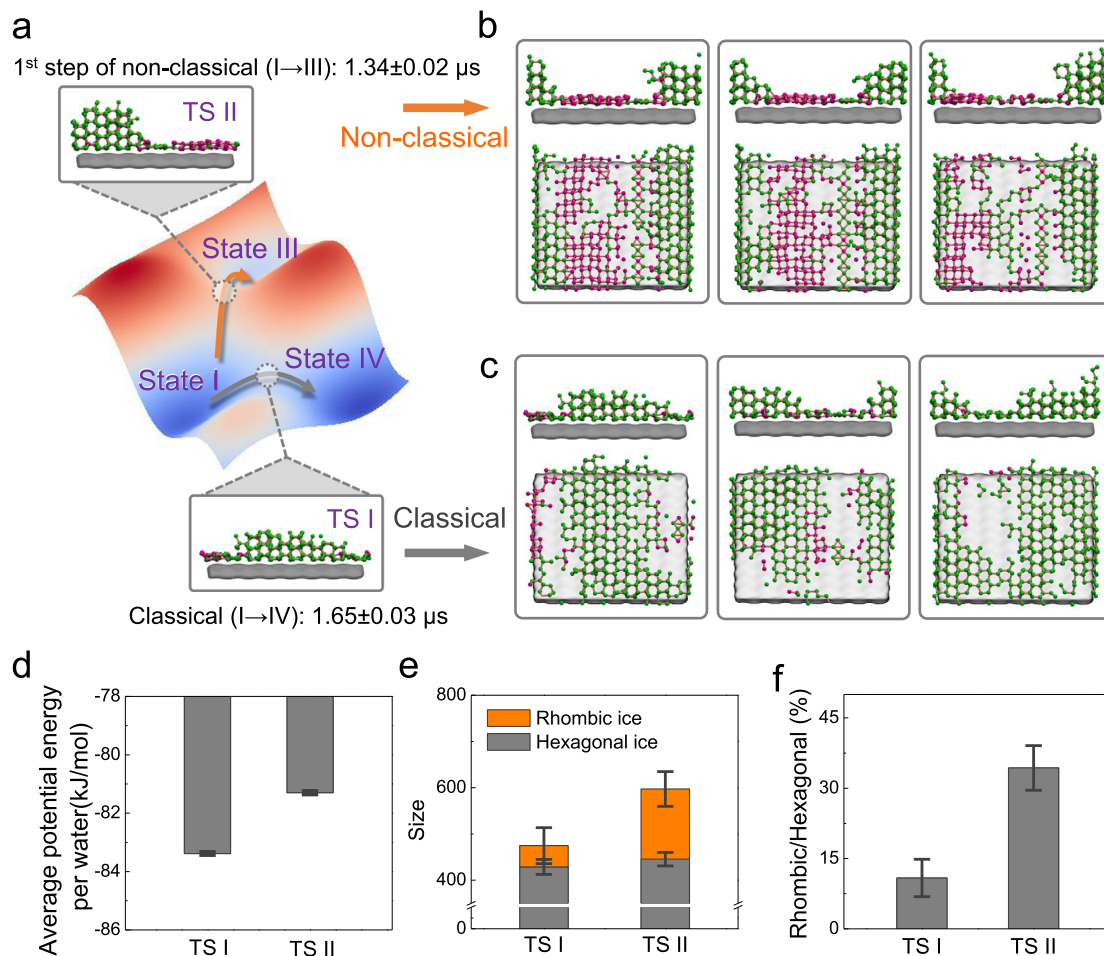 a
1st step of non-classical (I→III): 1.34±0.02 μs
TS II
Non-classical
State III
State I
State IV
TS I
Classical
Classical (I→IV): 1.65±0.03 μs
b
c
d
Average potential energy
per water(kJ/mol)
-78
-80
-82
-84
-86
TS I
TS II
e
Size
800
600
400
0
Rhombic ice
Hexagonal ice
TS I
TS II
f
Rhombic/Hexagonal (%)
45
30
15
0
TS I
TS II